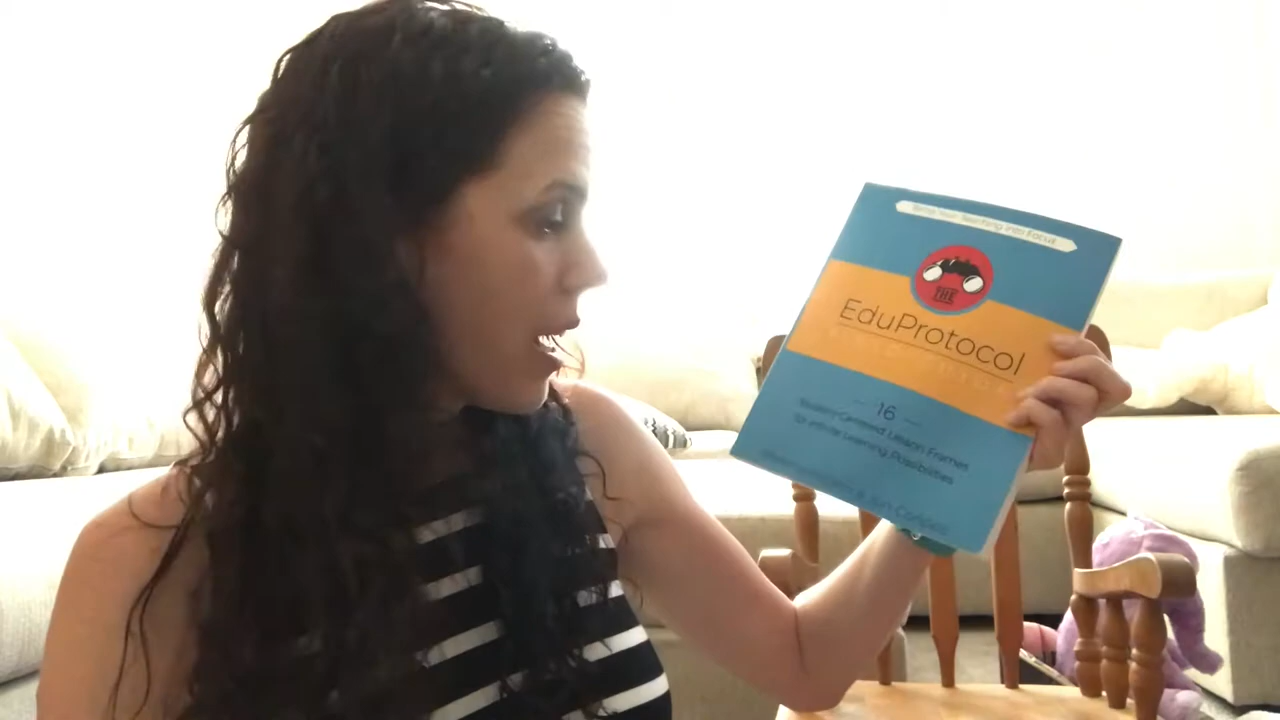 Bring Your Teaching into Focus
THE
EduProtocol
16
Student-Centered Lesson Frames
for Infinite Learning Possibilities